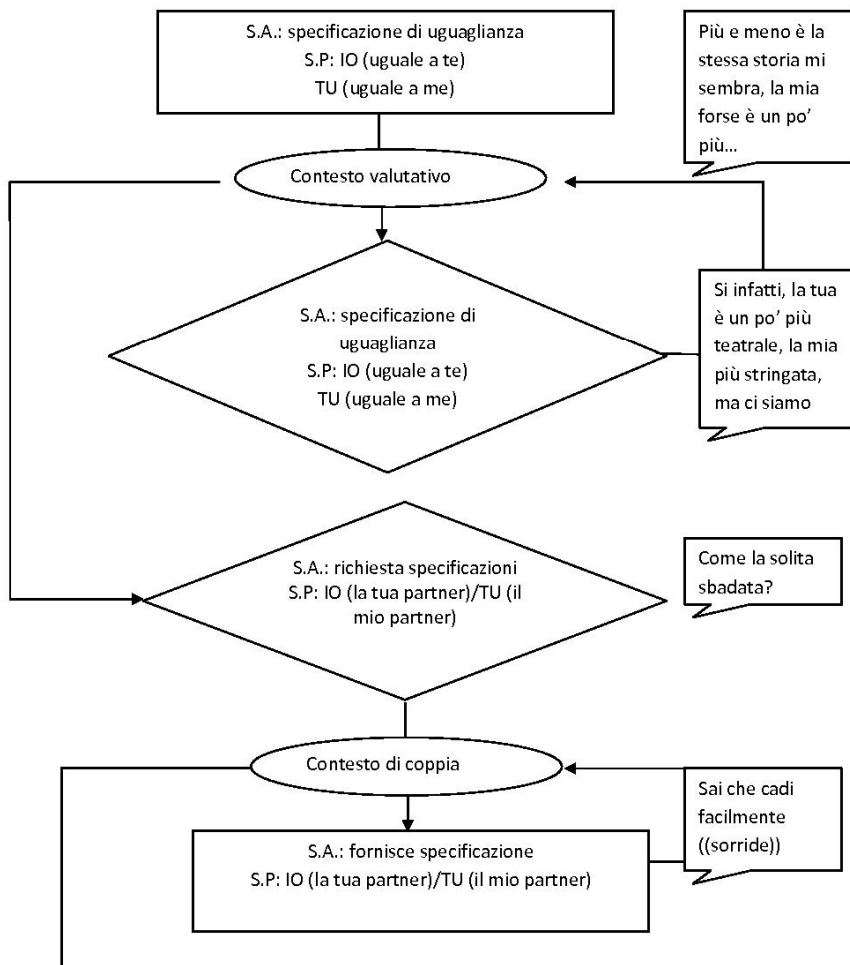 S.A.: specificazione di uguaglianza
S.P: IO (uguale a te)
TU (uguale a me)
Più e meno è la
stessa storia mi
sembra, la mia
forse è un po’
più...
Contesto valutativo
S.A.: specificazione di
uguaglianza
S.P: IO (uguale a te)
TU (uguale a me)
Si infatti, la tua
è un po’ più
teatrale, la mia
più stringata,
ma ci siamo
S.A.: richiesta specificazioni
S.P: IO (la tua partner)/TU (il
mio partner)
Come la solita
sbadata?
Contesto di coppia
S.A.: fornisce specificazione
S.P: IO (la tua partner)/TU (il mio partner)
Sai che cadi
facilmente
((sorride))